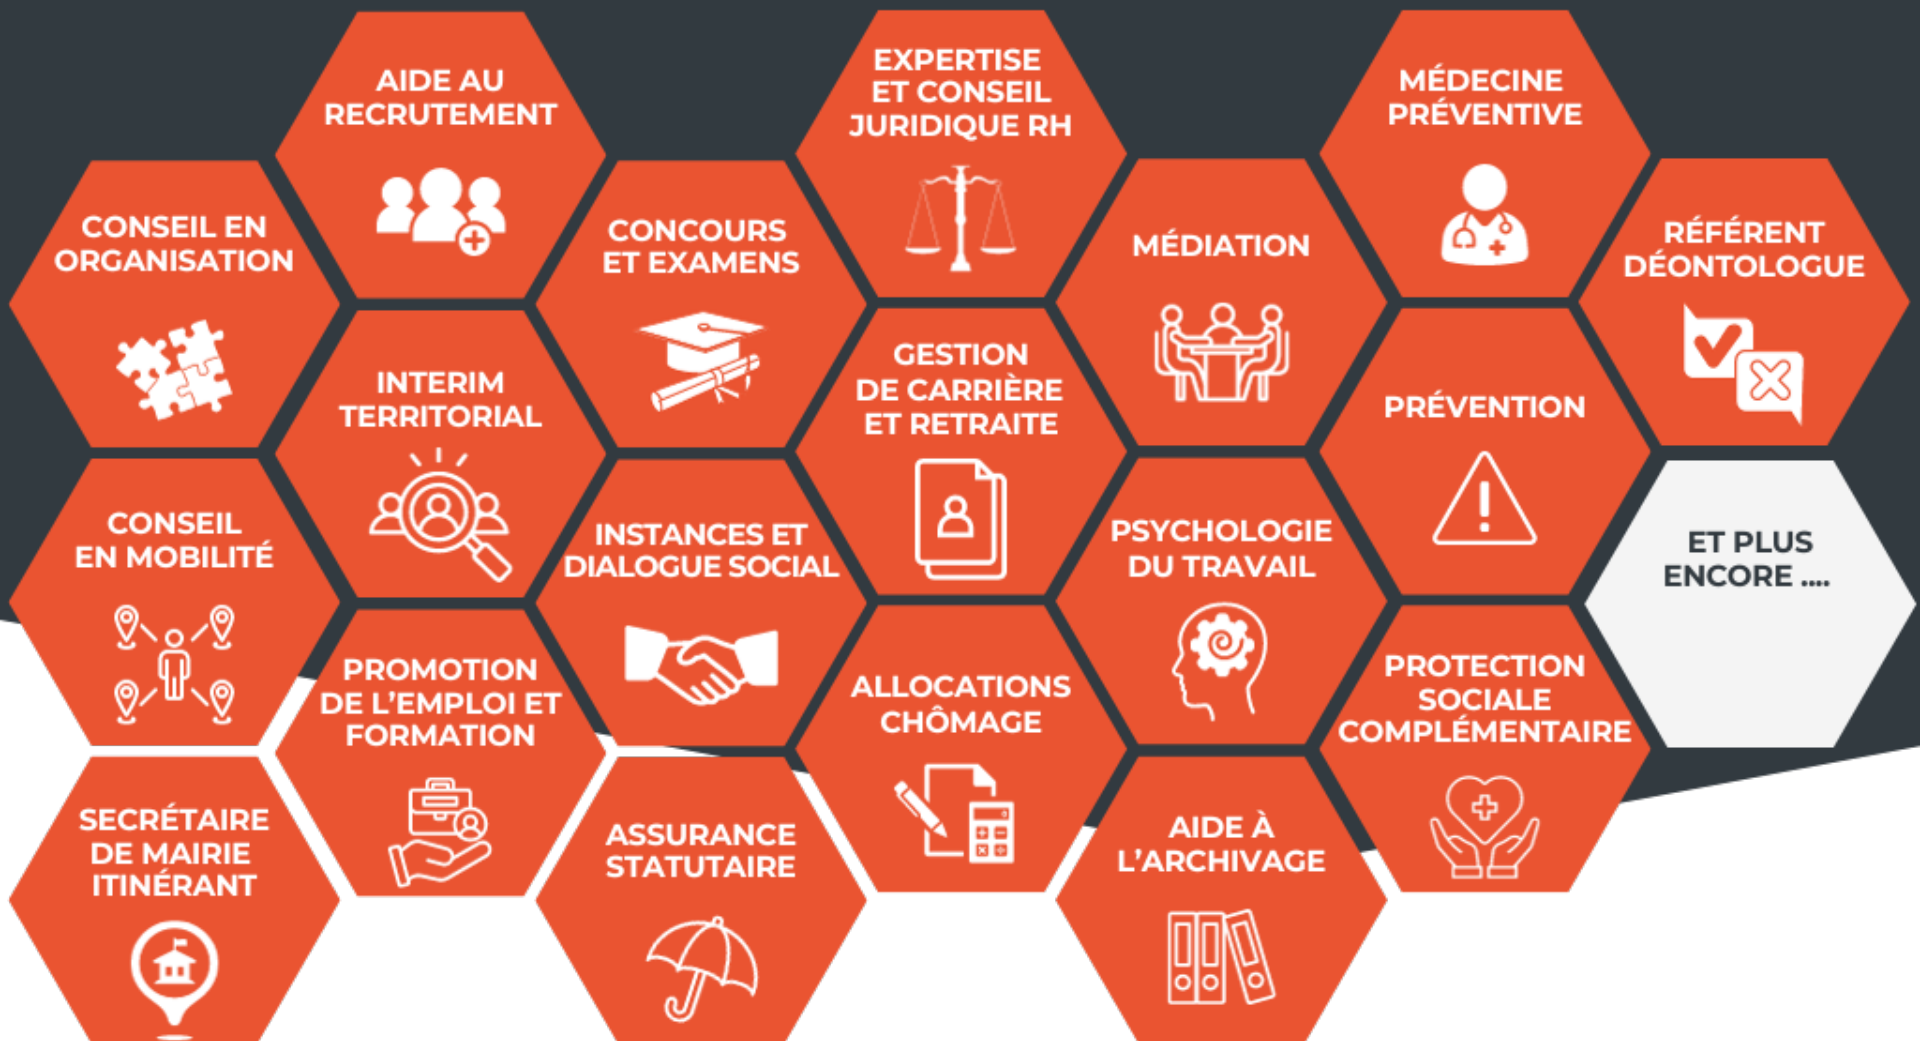 AIDE AU
RECRUTEMENT
EXPERTISE
ET CONSEIL
JURIDIQUE RH
MÉDECINE
PRÉVENTIVE
CONSEIL EN
ORGANISATION
CONCOURS
ET EXAMENS
MÉDIATION
RÉFÉRENT
DÉONTOLOGUE
INTERIM
TERRITORIAL
GESTION
DE CARRIÈRE
ET RETRAITE
PRÉVENTION
CONSEIL
EN MOBILITÉ
INSTANCES ET
DIALOGUE SOCIAL
PSYCHOLOGIE
DU TRAVAIL
ET PLUS
ENCORE ....
PROMOTION
DE L'EMPLOI ET
FORMATION
ALLOCATIONS
CHÔMAGE
PROTECTION
SOCIALE
COMPLÉMENTAIRE
SECRÉTAIRE
DE MAIRIE
ITINÉRANT
ASSURANCE
STATUTAIRE
AIDE À
L'ARCHIVAGE